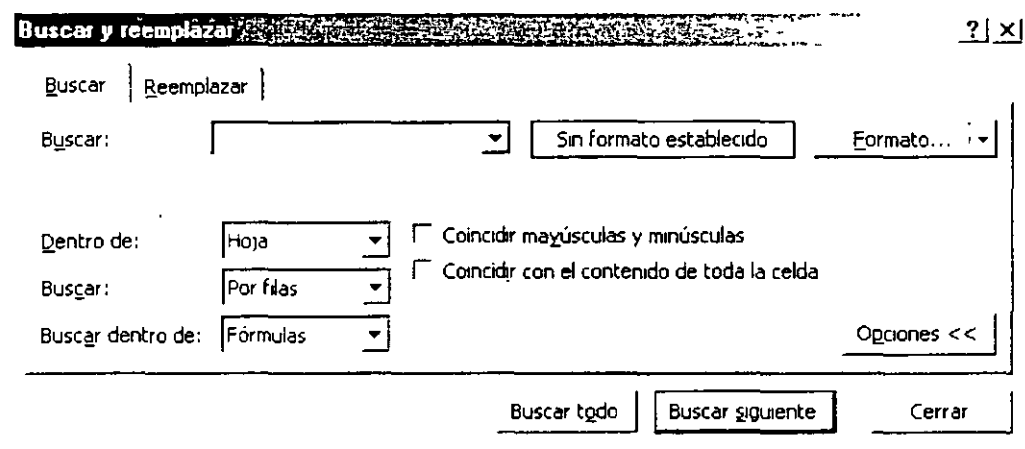 Buscar y reemplazar ? x
Buscar Reemplazar
Buscar: Sin formato establecido Formato...
Dentro de: Hoja Coincidir mayúsculas y minúsculas
Coincidir con el contenido de toda la celda
Buscar: Por filas
Buscar dentro de: Fórmulas Opciones <<
Buscar todo Buscar siguiente Cerrar